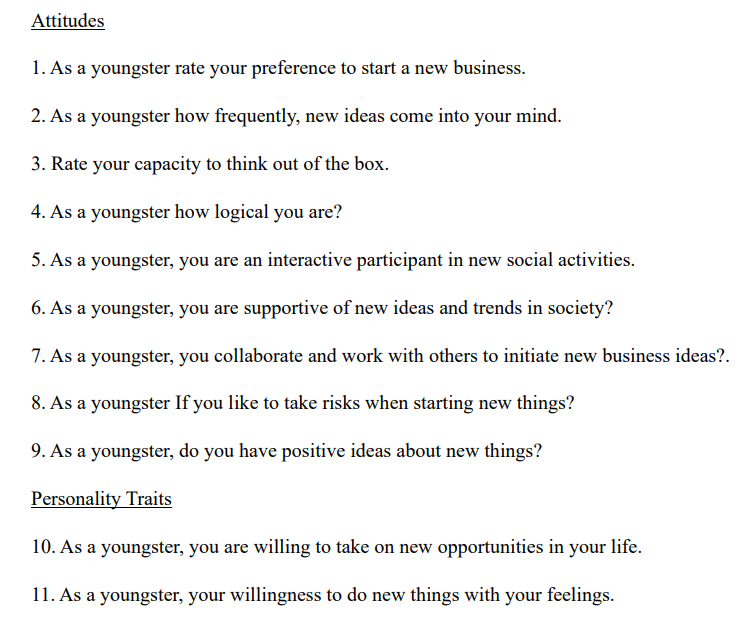 Attitudes
1. As a youngster rate your preference to start a new business.
2. As a youngster how frequently, new ideas come into your mind.
3. Rate your capacity to think out of the box.
4. As a youngster how logical you are?
5. As a youngster, you are an interactive participant in new social activities.
6. As a youngster, you are supportive of new ideas and trends in society?
7. As a youngster, you collaborate and work with others to initiate new business ideas?.
8. As a youngster If you like to take risks when starting new things?
9. As a youngster, do you have positive ideas about new things?
Personality Traits
10. As a youngster, you are willing to take on new opportunities in your life.
11. As a youngster, your willingness to do new things with your feelings.